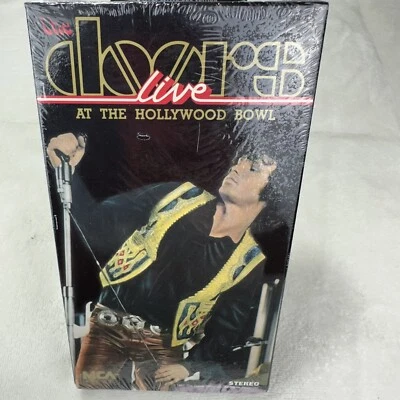 The
doors
live
AT THE HOLLYWOOD BOWL
MCA
STEREO